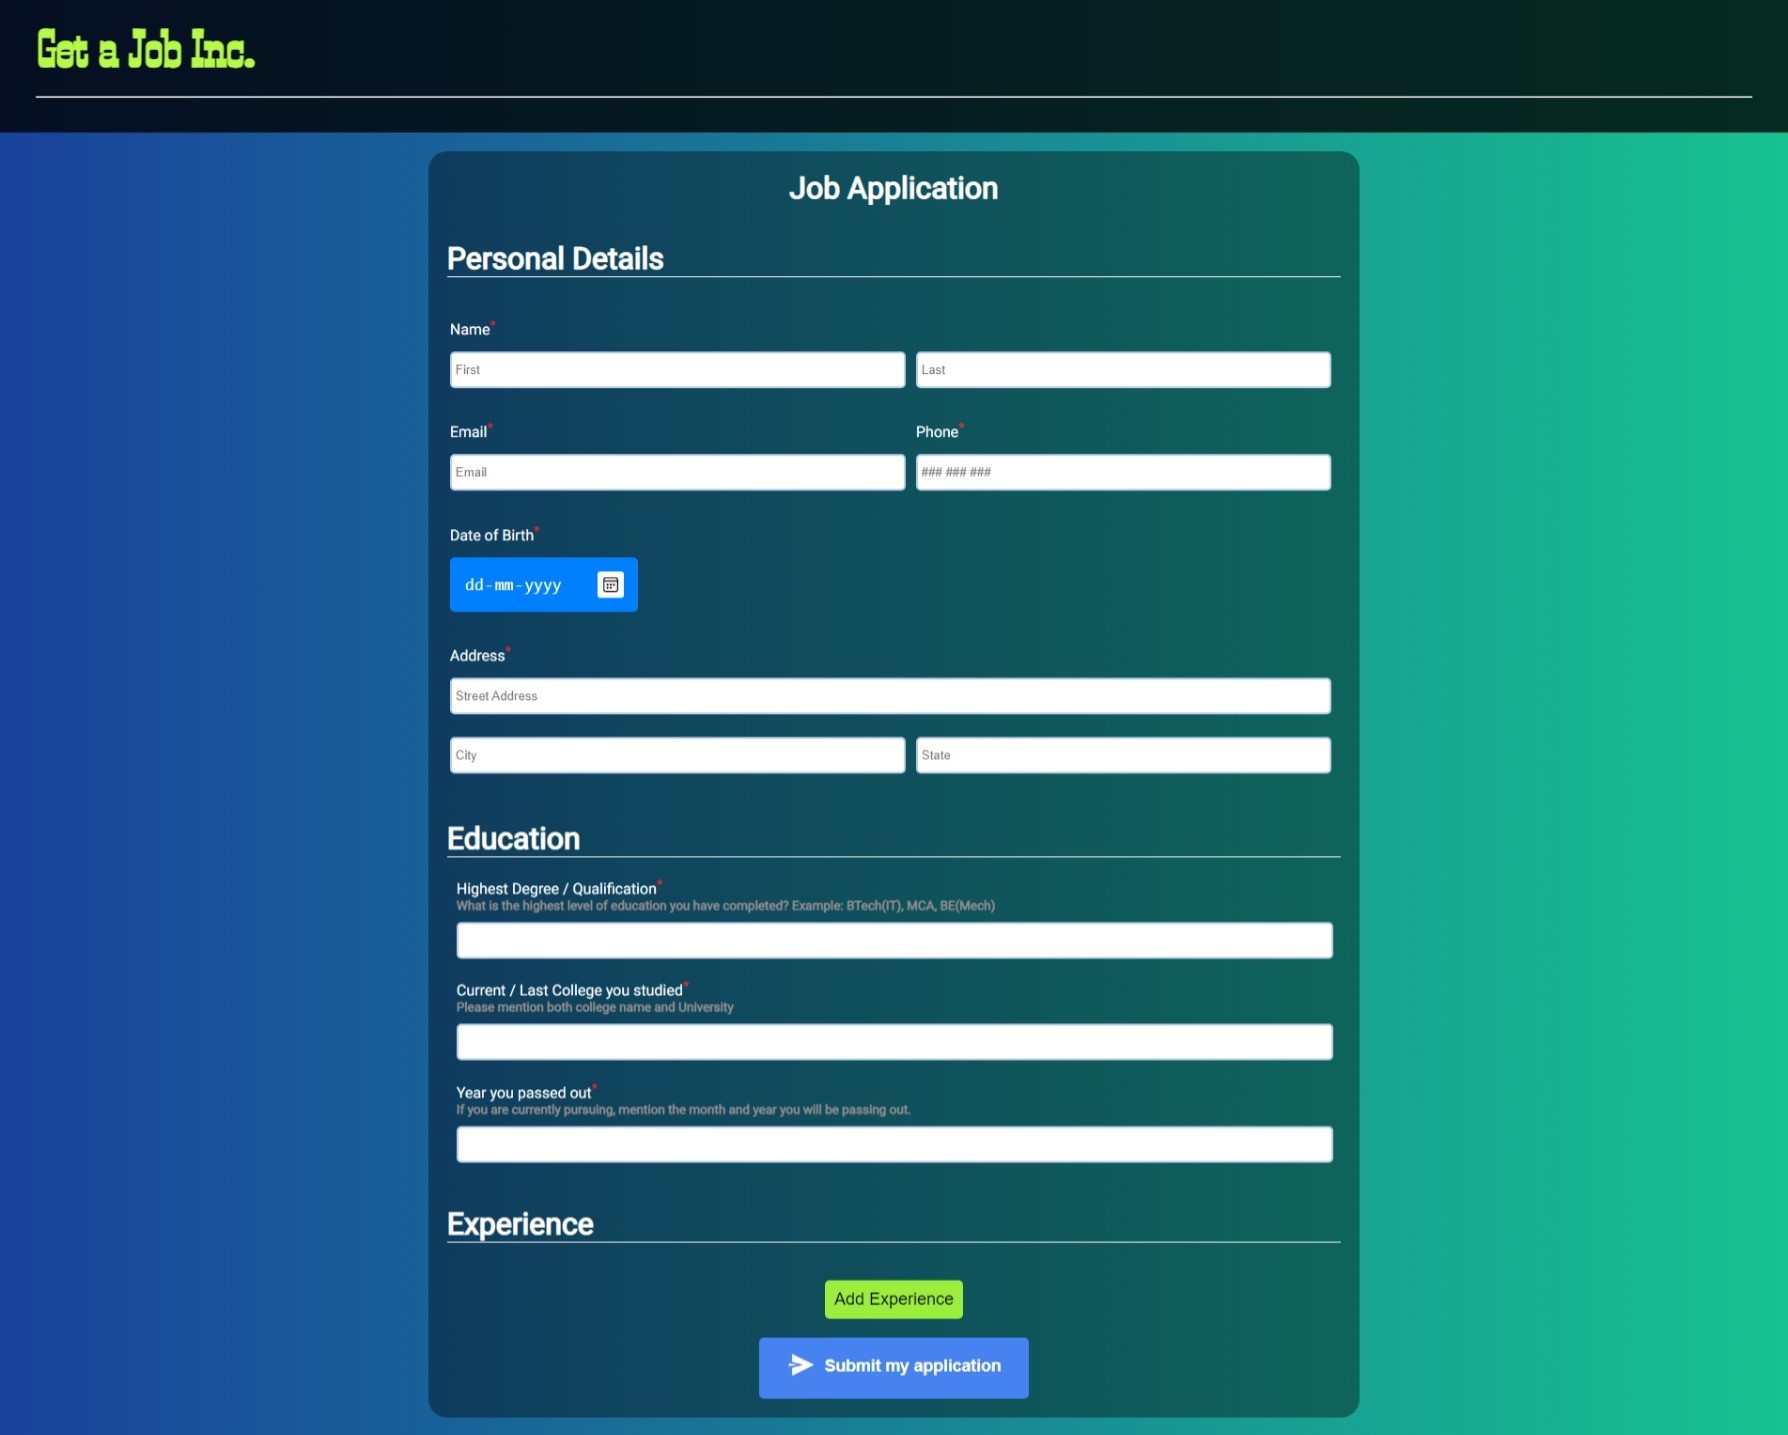 Get a Job Inc.
Job Application
Personal Details
Name*
First
Last
Email*
Phone*
Email
### ### ###
Date of Birth*
dd-mm-yyyy
Address*
Street Address
City
State
Education
Highest Degree / Qualification*
What is the highest level of education you have completed? Example: BTech(IT), MCA, BE(Mech)
Current / Last College you studied*
Please mention both college name and University
Year you passed out*
If you are currently pursuing, mention the month and year you will be passing out.
Experience
Add Experience
Submit my application